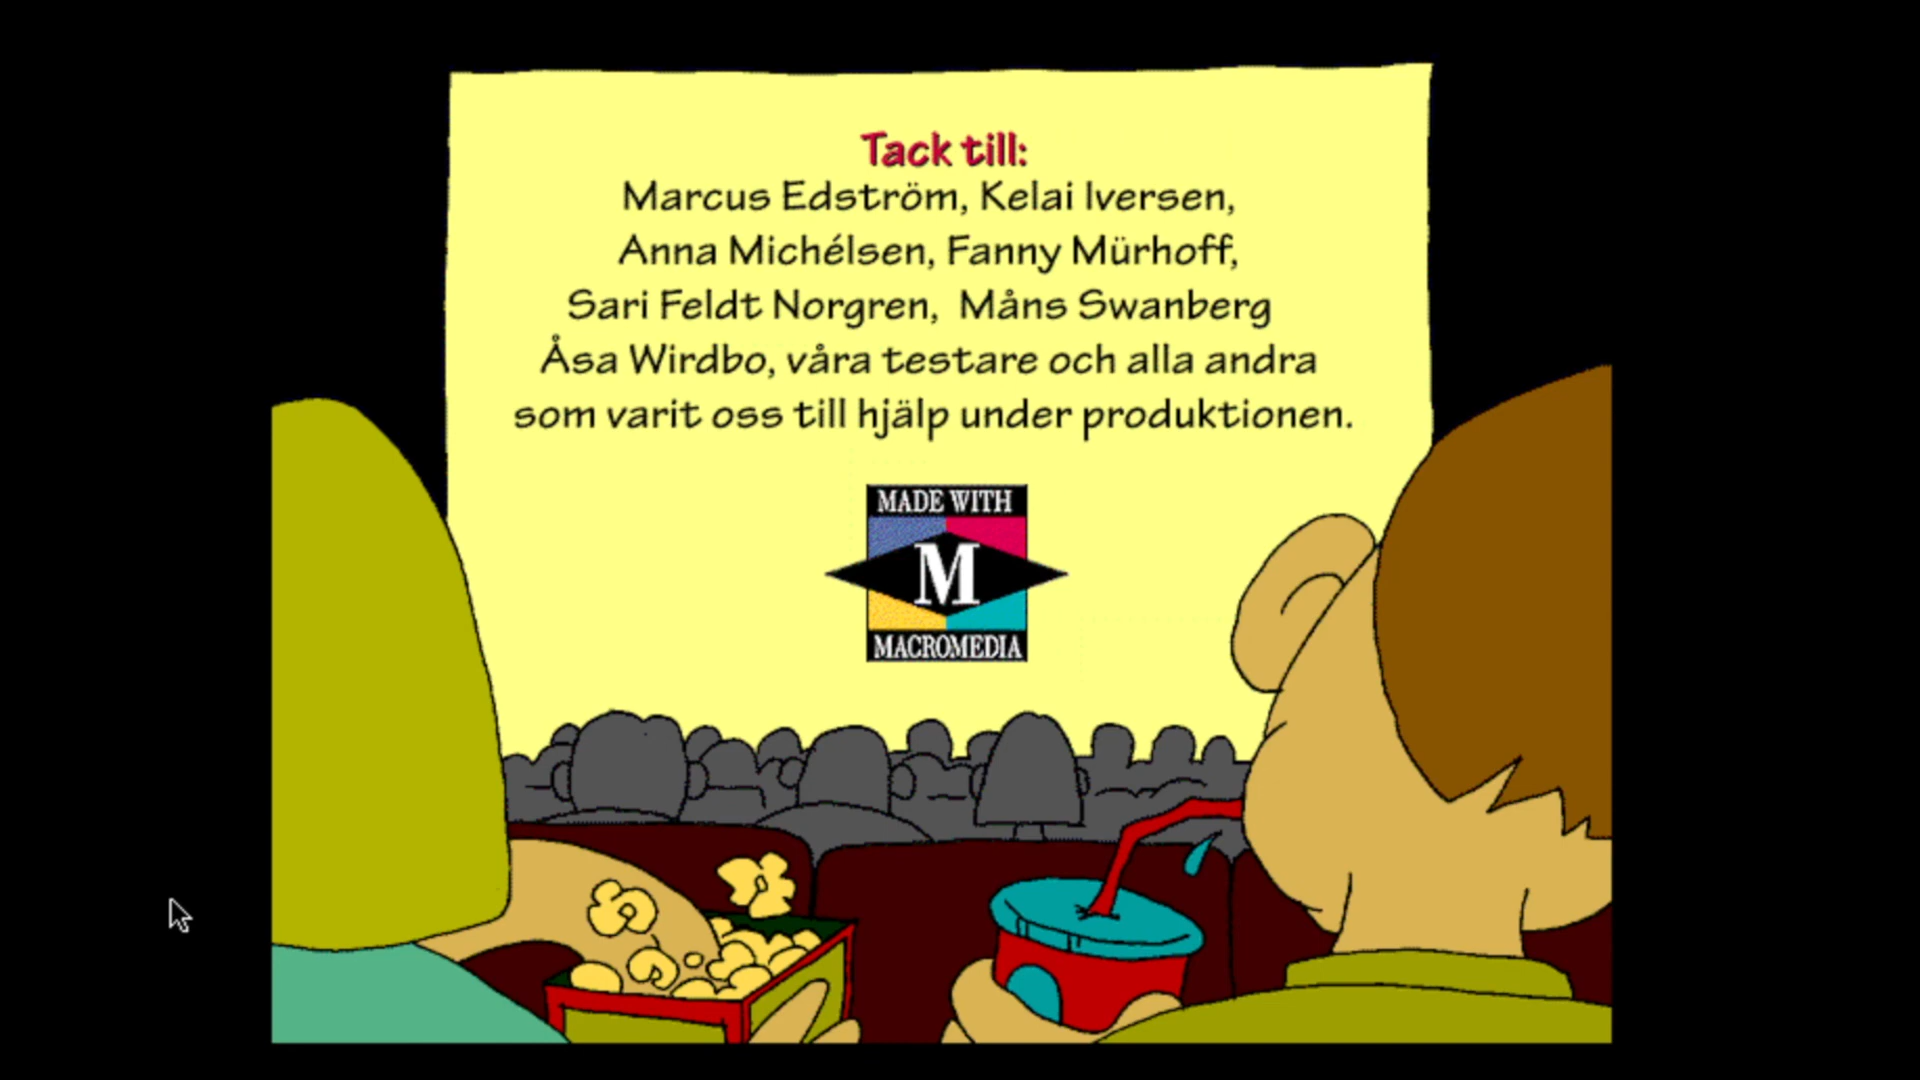 Tack till:
Marcus Edström, Kelai Iversen,
Anna Michélsen, Fanny Mürhoff,
Sari Feldt Norgren, Måns Swanberg
Åsa Wirdbo, våra testare och alla andra
som varit oss till hjälp under produktionen.
MADE WITH
M
MACROMEDIA